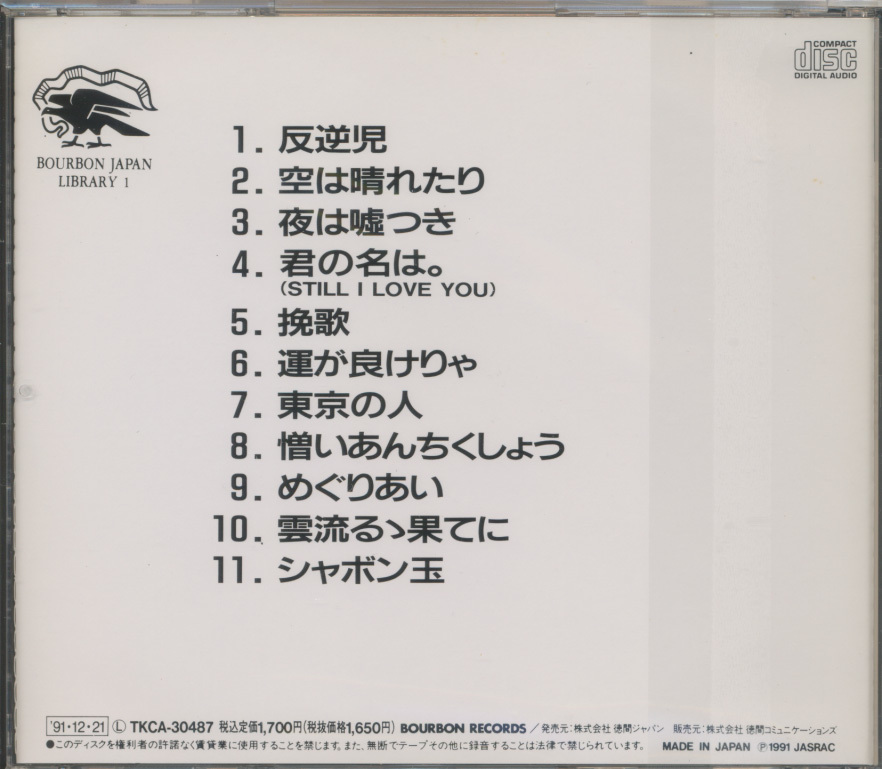 COMPACT
disc
DIGITAL AUDIO
BOURBON JAPAN
LIBRARY 1
1. 反逆児
2. 空は晴れたり
3. 夜は嘘つき
4. 君の名は。
(STILL I LOVE YOU)
5. 挽歌
6. 運が良けりゃ
7. 東京の人
8. 憎いあんちくしょう
9. めぐりあい
10. 雲流るゝ果てに
11. シャボン玉
'91・12・21 Ⓛ TKCA-30487 税込定価1,700円(税抜価格1,650円) BOURBON RECORDS／発売元:株式会社 徳間ジャパン 販売元:株式会社 徳間コミュニケーションズ
●このディスクを権利者の許諾なく賃貸業に使用することを禁じます。また、無断でテープその他に録音することは法律で禁じられています。 MADE IN JAPAN Ⓟ1991 JASRAC